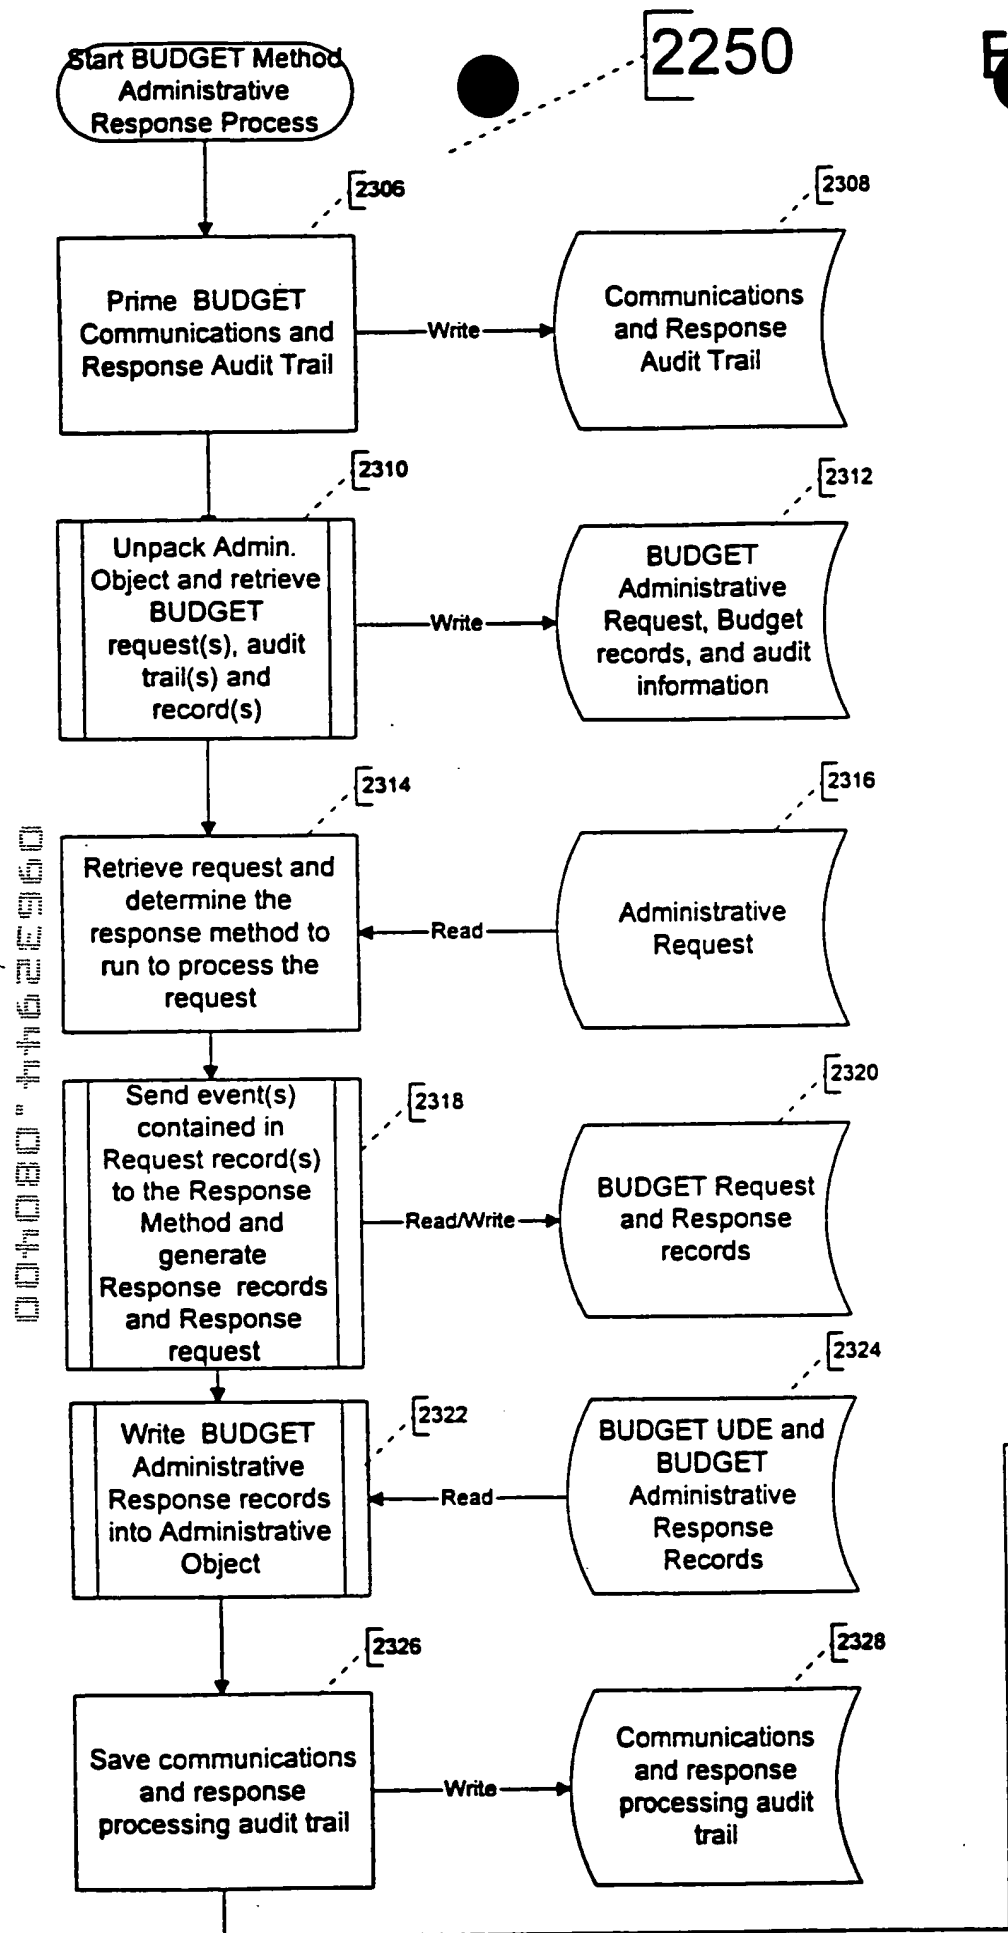 Start BUDGET Method
Administrative
Response Process
2250
2306
2308
Prime BUDGET
Communications and
Response Audit Trail
Write
Communications
and Response
Audit Trail
2310
2312
Unpack Admin.
Object and retrieve
BUDGET
request(s), audit
trail(s) and
record(s)
Write
BUDGET
Administrative
Request, Budget
records, and audit
information
2314
2316
Retrieve request and
determine the
response method to
run to process the
request
Read
Administrative
Request
2318
2320
Send event(s)
contained in
Request record(s)
to the Response
Method and
generate
Response records
and Response
request
Read/Write
BUDGET Request
and Response
records
2322
2324
Write BUDGET
Administrative
Response records
into Administrative
Object
Read
BUDGET UDE and
BUDGET
Administrative
Response
Records
2326
2328
Save communications
and response
processing audit trail
Write
Communications
and response
processing audit
trail